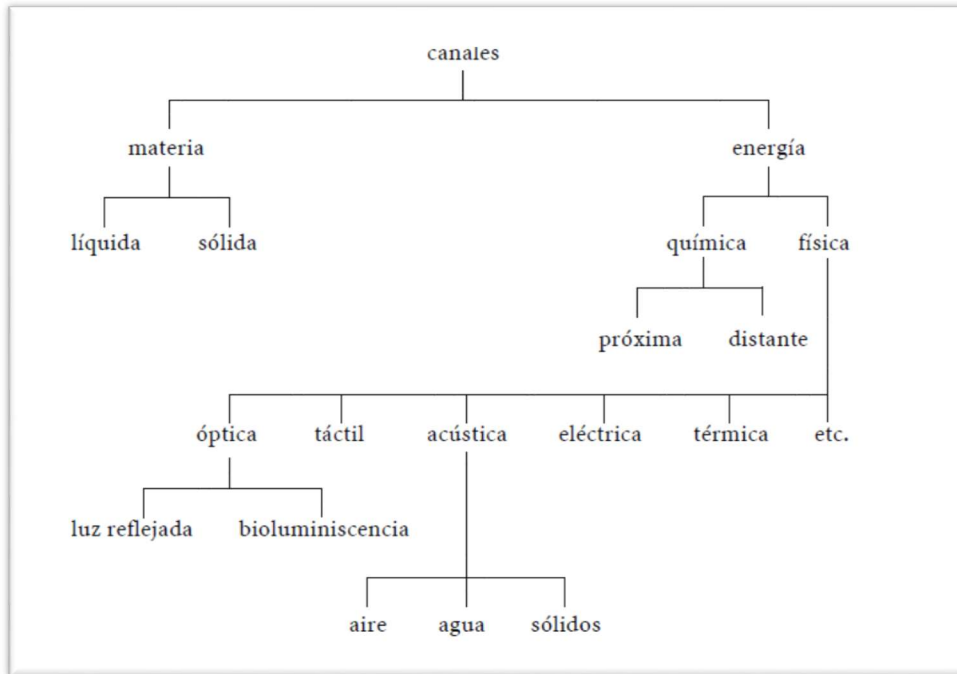 canales
materia energía
líquida sólida química física
próxima distante
óptica táctil acústica eléctrica térmica etc.
luz reflejada bioluminiscencia
aire agua sólidos